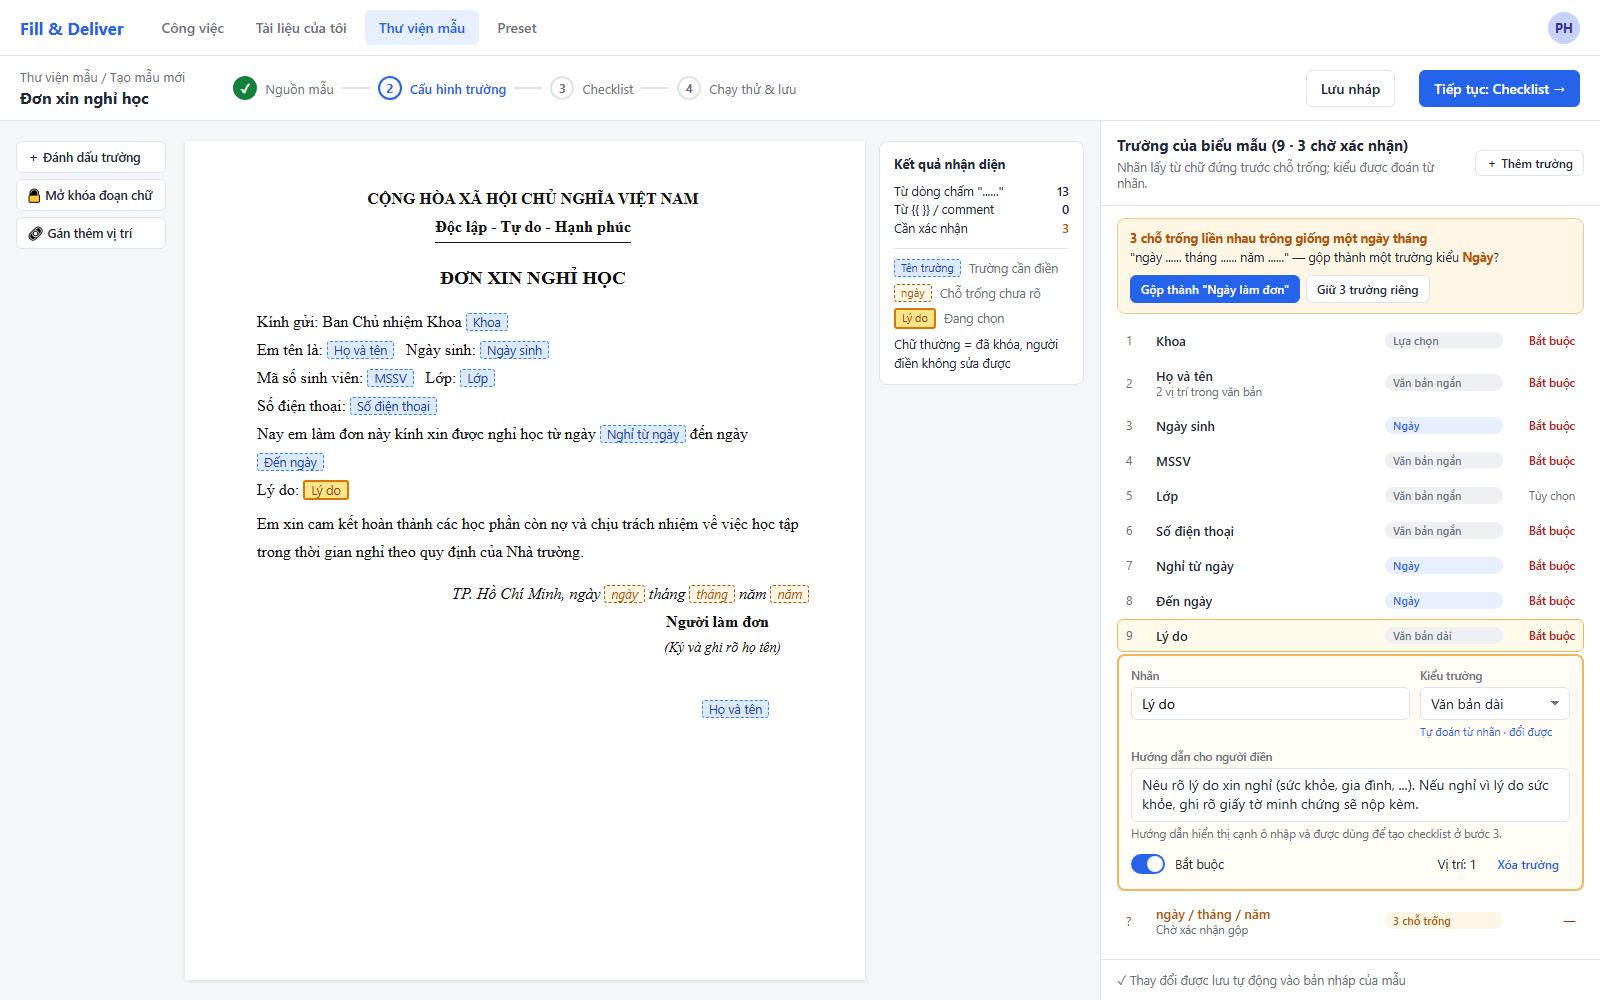 Fill & Deliver
Công việc
Tài liệu của tôi
Thư viện mẫu
Preset
PH
Thư viện mẫu / Tạo mẫu mới
Đơn xin nghỉ học
✓ Nguồn mẫu
2 Cấu hình trường
3 Checklist
4 Chạy thử & lưu
Lưu nháp
Tiếp tục: Checklist →
+ Đánh dấu trường
🔒 Mở khóa đoạn chữ
🔗 Gán thêm vị trí
CỘNG HÒA XÃ HỘI CHỦ NGHĨA VIỆT NAM
Độc lập - Tự do - Hạnh phúc
ĐƠN XIN NGHỈ HỌC
Kính gửi: Ban Chủ nhiệm Khoa Khoa
Em tên là: Họ và tên Ngày sinh: Ngày sinh
Mã số sinh viên: MSSV Lớp: Lớp
Số điện thoại: Số điện thoại
Nay em làm đơn này kính xin được nghỉ học từ ngày Nghỉ từ ngày đến ngày
Đến ngày
Lý do: Lý do
Em xin cam kết hoàn thành các học phần còn nợ và chịu trách nhiệm về việc học tập
trong thời gian nghỉ theo quy định của Nhà trường.
TP. Hồ Chí Minh, ngày ngày tháng tháng năm năm
Người làm đơn
(Ký và ghi rõ họ tên)
Họ và tên
Kết quả nhận diện
Từ dòng chấm "......" 13
Từ {{ }} / comment 0
Cần xác nhận 3
Tên trường Trường cần điền
ngày Chỗ trống chưa rõ
Lý do Đang chọn
Chữ thường = đã khóa, người
điền không sửa được
Trường của biểu mẫu (9 · 3 chờ xác nhận)
Nhãn lấy từ chữ đứng trước chỗ trống; kiểu được đoán từ
nhãn.
+ Thêm trường
3 chỗ trống liền nhau trông giống một ngày tháng
"ngày ...... tháng ...... năm ......" — gộp thành một trường kiểu Ngày?
Gộp thành "Ngày làm đơn"
Giữ 3 trường riêng
1 Khoa Lựa chọn Bắt buộc
2 Họ và tên Văn bản ngắn Bắt buộc
2 vị trí trong văn bản
3 Ngày sinh Ngày Bắt buộc
4 MSSV Văn bản ngắn Bắt buộc
5 Lớp Văn bản ngắn Tùy chọn
6 Số điện thoại Văn bản ngắn Bắt buộc
7 Nghỉ từ ngày Ngày Bắt buộc
8 Đến ngày Ngày Bắt buộc
9 Lý do Văn bản dài Bắt buộc
Nhãn Kiểu trường
Lý do Văn bản dài
Tự đoán từ nhãn · đổi được
Hướng dẫn cho người điền
Nêu rõ lý do xin nghỉ (sức khỏe, gia đình, ...). Nếu nghỉ vì lý do sức
khỏe, ghi rõ giấy tờ minh chứng sẽ nộp kèm.
Hướng dẫn hiển thị cạnh ô nhập và được dùng để tạo checklist ở bước 3.
Bắt buộc Vị trí: 1 Xóa trường
? ngày / tháng / năm 3 chỗ trống —
Chờ xác nhận gộp
✓ Thay đổi được lưu tự động vào bản nháp của mẫu